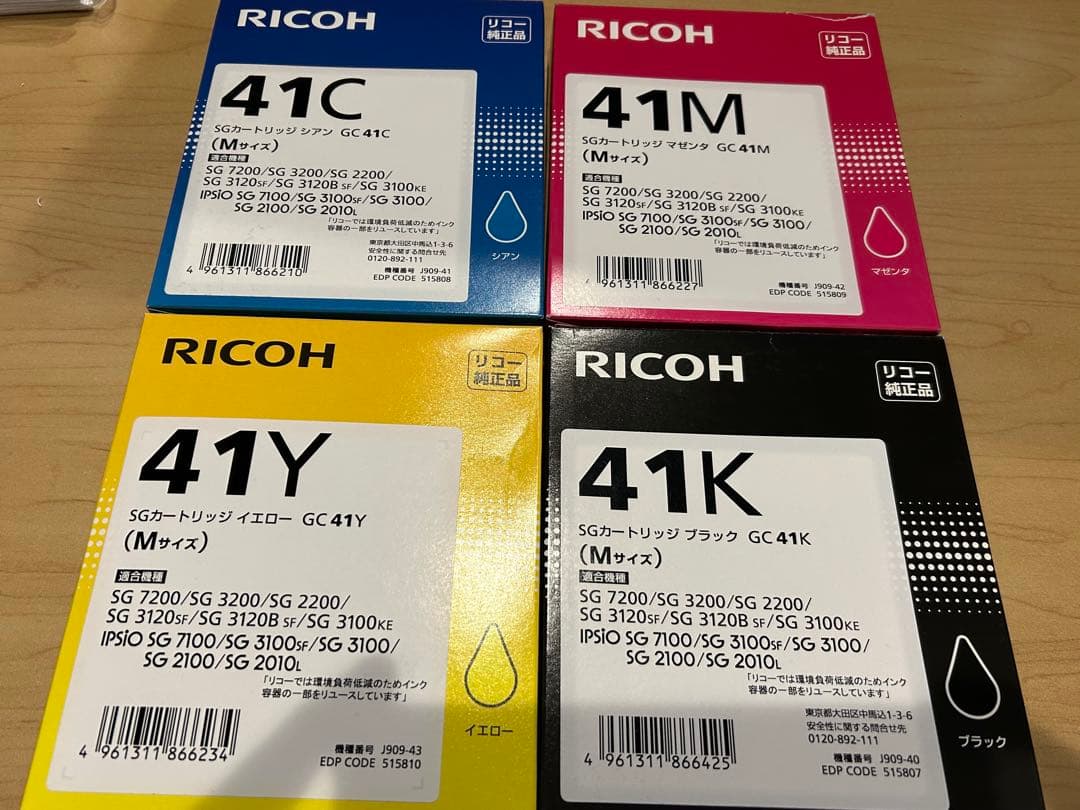 RICOH
リコー
純正品
41C
SGカートリッジ シアン GC 41C
(Mサイズ)
適合機種
SG 7200/SG 3200/SG 2200/
SG 3120SF/SG 3120B SF/SG 3100KE
IPSiO SG 7100/SG 3100SF/SG 3100/
SG 2100/SG 2010L
「リコーでは環境負荷低減のためインク
容器の一部をリユースしています」
東京都大田区中馬込1-3-6
安全性に関する問合せ先
0120-892-111
4 961311 866210
機種番号 J909-41
EDP CODE 515808
シアン
RICOH
リコー
純正品
41M
SGカートリッジ マゼンタ GC 41M
(Mサイズ)
適合機種
SG 7200/SG 3200/SG 2200/
SG 3120SF/SG 3120B SF/SG 3100KE
IPSiO SG 7100/SG 3100SF/SG 3100/
SG 2100/SG 2010L
「リコーでは環境負荷低減のためインク
容器の一部をリユースしています」
4 961311 866227
機種番号 J909-42
EDP CODE 515809
マゼンタ
RICOH
リコー
純正品
41Y
SGカートリッジ イエロー GC 41Y
(Mサイズ)
適合機種
SG 7200/SG 3200/SG 2200/
SG 3120SF/SG 3120B SF/SG 3100KE
IPSiO SG 7100/SG 3100SF/SG 3100/
SG 2100/SG 2010L
「リコーでは環境負荷低減のためインク
容器の一部をリユースしています」
4 961311 866234
機種番号 J909-43
EDP CODE 515810
イエロー
RICOH
リコー
純正品
41K
SGカートリッジ ブラック GC 41K
(Mサイズ)
適合機種
SG 7200/SG 3200/SG 2200/
SG 3120SF/SG 3120B SF/SG 3100KE
IPSiO SG 7100/SG 3100SF/SG 3100/
SG 2100/SG 2010L
「リコーでは環境負荷低減のためインク
容器の一部をリユースしています」
東京都大田区中馬込1-3-6
安全性に関する問合せ先
0120-892-111
4 961311 866425
機種番号 J909-40
EDP CODE 515807
ブラック